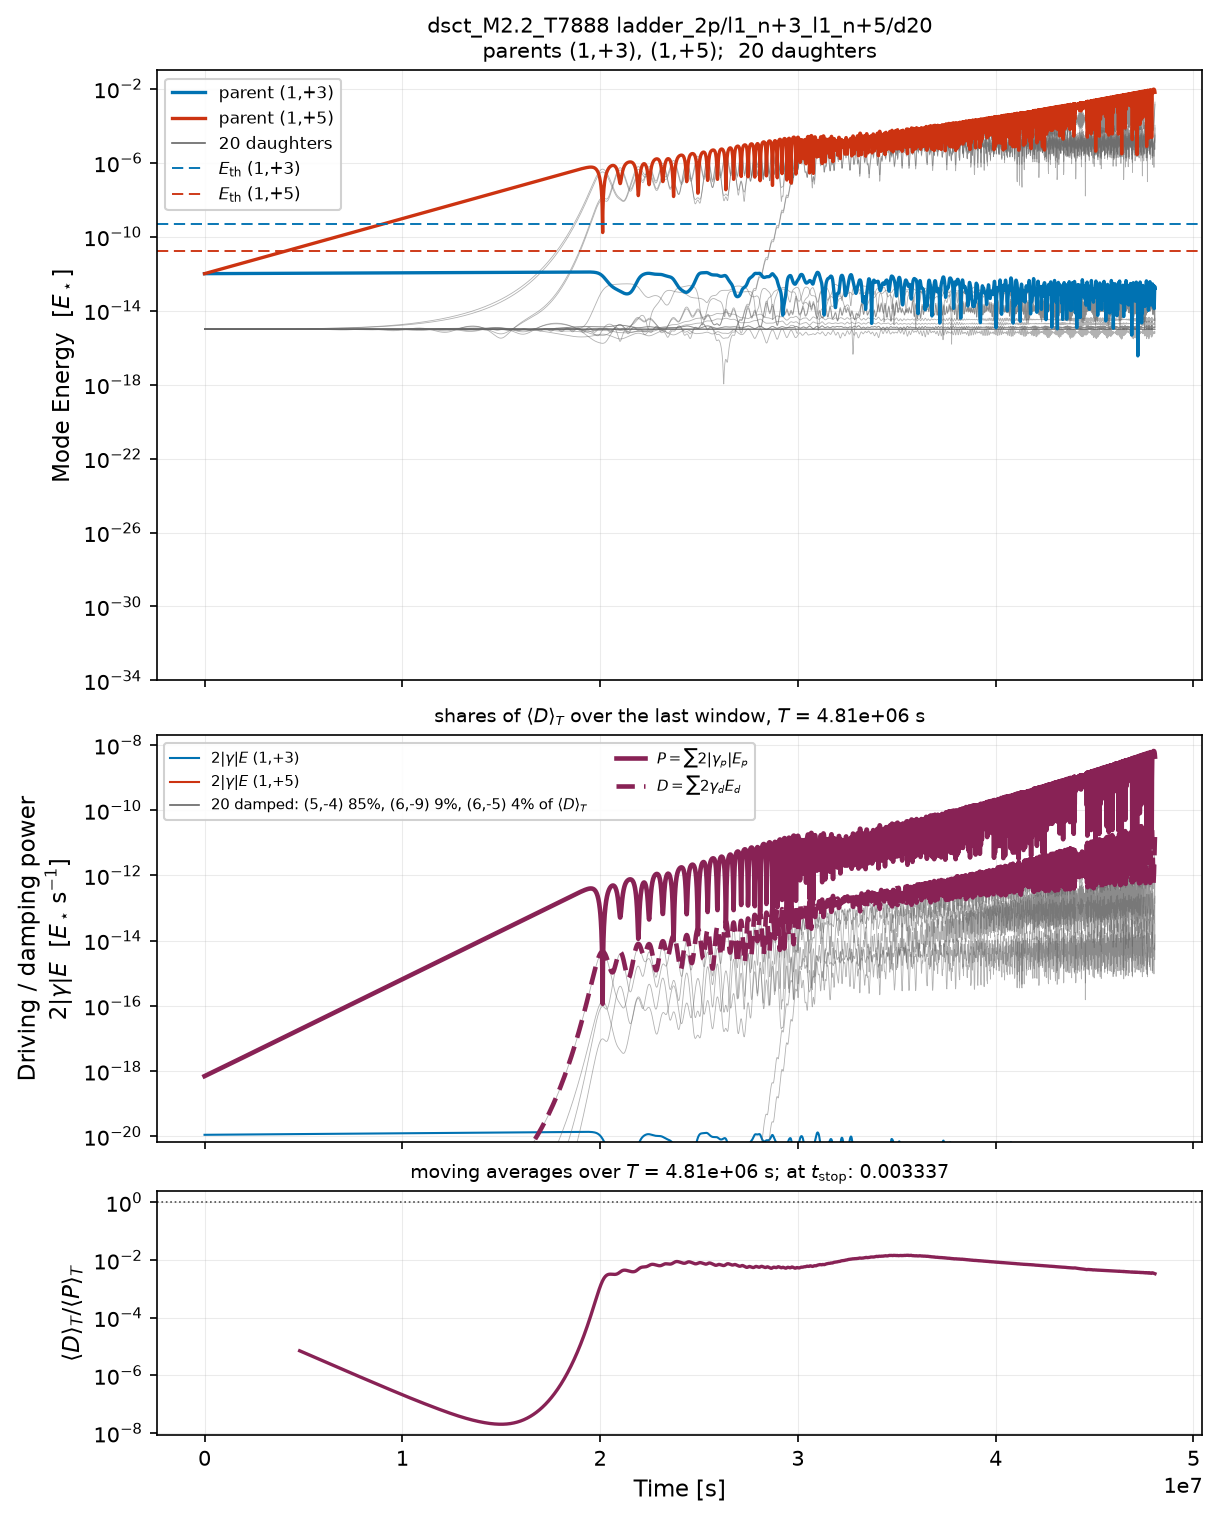 dsct_M2.2_T7888 ladder_2p/l1_n+3_l1_n+5/d20
parents (1,+3), (1,+5);  20 daughters
parent (1,+3)
parent (1,+5)
20 daughters
E_th (1,+3)
E_th (1,+5)
Mode Energy  [E⋆]
10⁻²
10⁻⁶
10⁻¹⁰
10⁻¹⁴
10⁻¹⁸
10⁻²²
10⁻²⁶
10⁻³⁰
10⁻³⁴
shares of ⟨D⟩_T over the last window, T = 4.81e+06 s
2|γ|E (1,+3)
2|γ|E (1,+5)
20 damped: (5,-4) 85%, (6,-9) 9%, (6,-5) 4% of ⟨D⟩_T
P = ∑2|γ_p|E_p
D = ∑2γ_dE_d
Driving / damping power
2|γ|E  [E⋆ s⁻¹]
10⁻⁸
10⁻¹⁰
10⁻¹²
10⁻¹⁴
10⁻¹⁶
10⁻¹⁸
10⁻²⁰
moving averages over T = 4.81e+06 s; at t_stop: 0.003337
⟨D⟩_T/⟨P⟩_T
10⁰
10⁻²
10⁻⁴
10⁻⁶
10⁻⁸
0 1 2 3 4 5
1e7
Time [s]